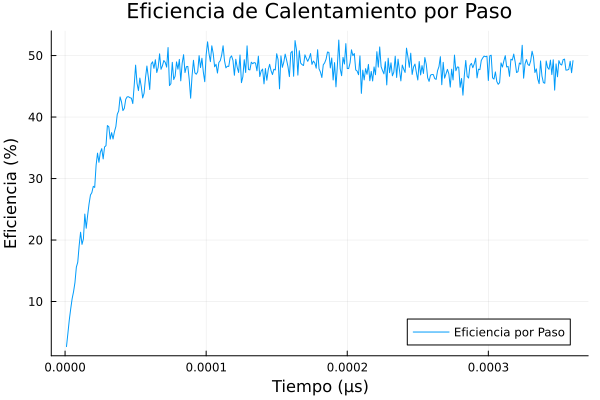 Eficiencia de Calentamiento por Paso
Eficiencia (%)
50
40
30
20
10
Eficiencia por Paso
0.0000 0.0001 0.0002 0.0003
Tiempo (μs)